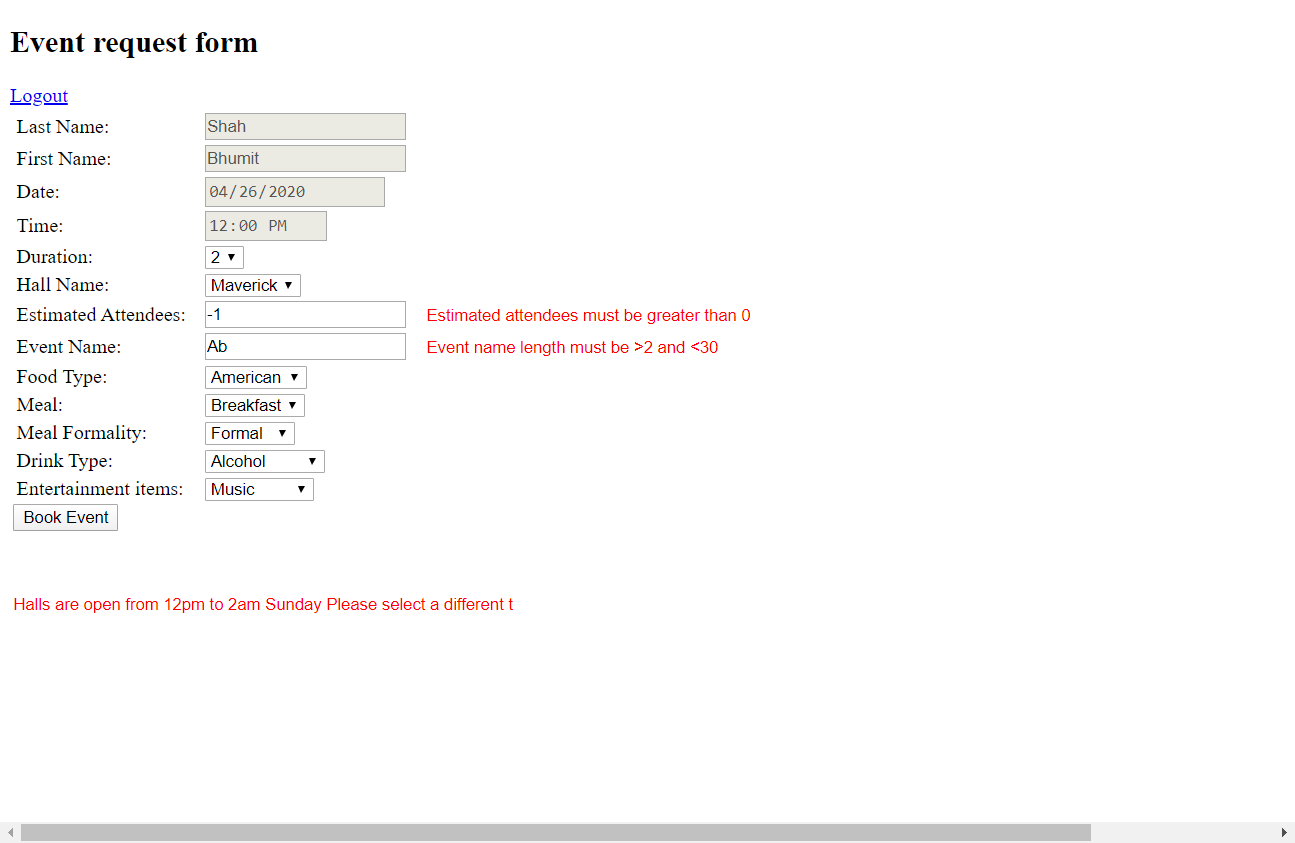 Event request form
Logout
Last Name: Shah
First Name: Bhumit
Date: 04/26/2020
Time: 12:00 PM
Duration: 2
Hall Name: Maverick
Estimated Attendees: -1 Estimated attendees must be greater than 0
Event Name: Ab Event name length must be >2 and <30
Food Type: American
Meal: Breakfast
Meal Formality: Formal
Drink Type: Alcohol
Entertainment items: Music
Book Event
Halls are open from 12pm to 2am Sunday Please select a different t